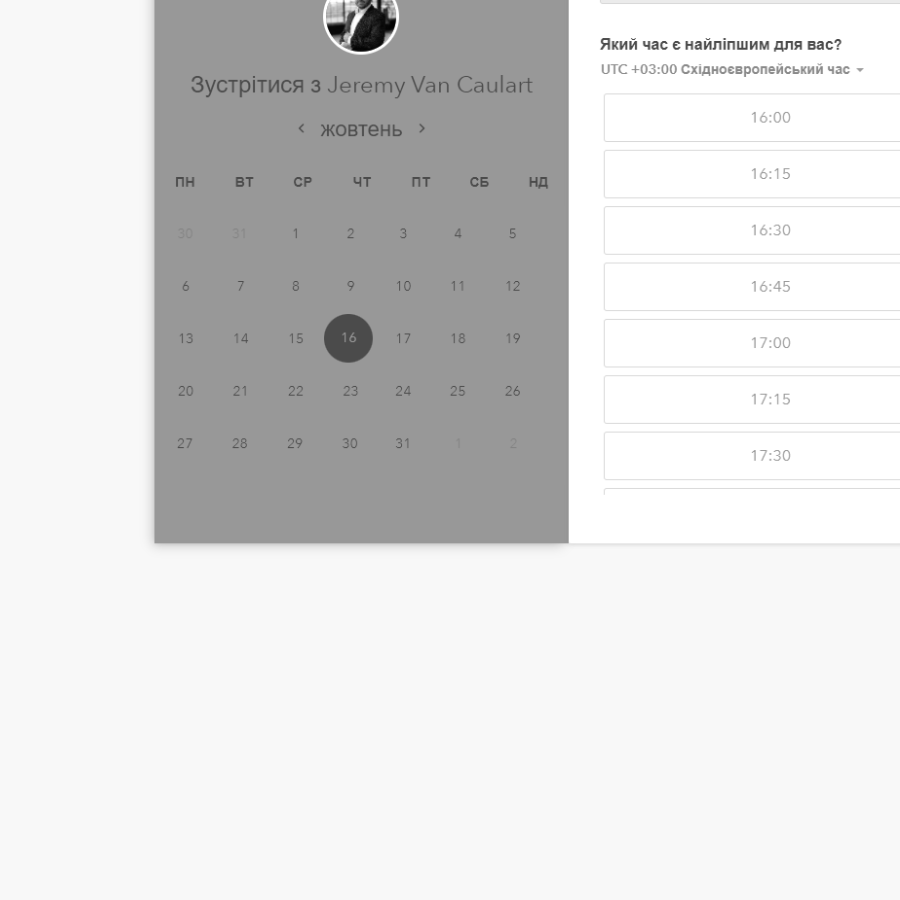 Зустрітися з Jeremy Van Caulart
жовтень
ПН ВТ СР ЧТ ПТ СБ НД
30 31 1 2 3 4 5
6 7 8 9 10 11 12
13 14 15 16 17 18 19
20 21 22 23 24 25 26
27 28 29 30 31 1 2
Який час є найліпшим для вас?
UTC +03:00 Східноєвропейський час
16:00
16:15
16:30
16:45
17:00
17:15
17:30